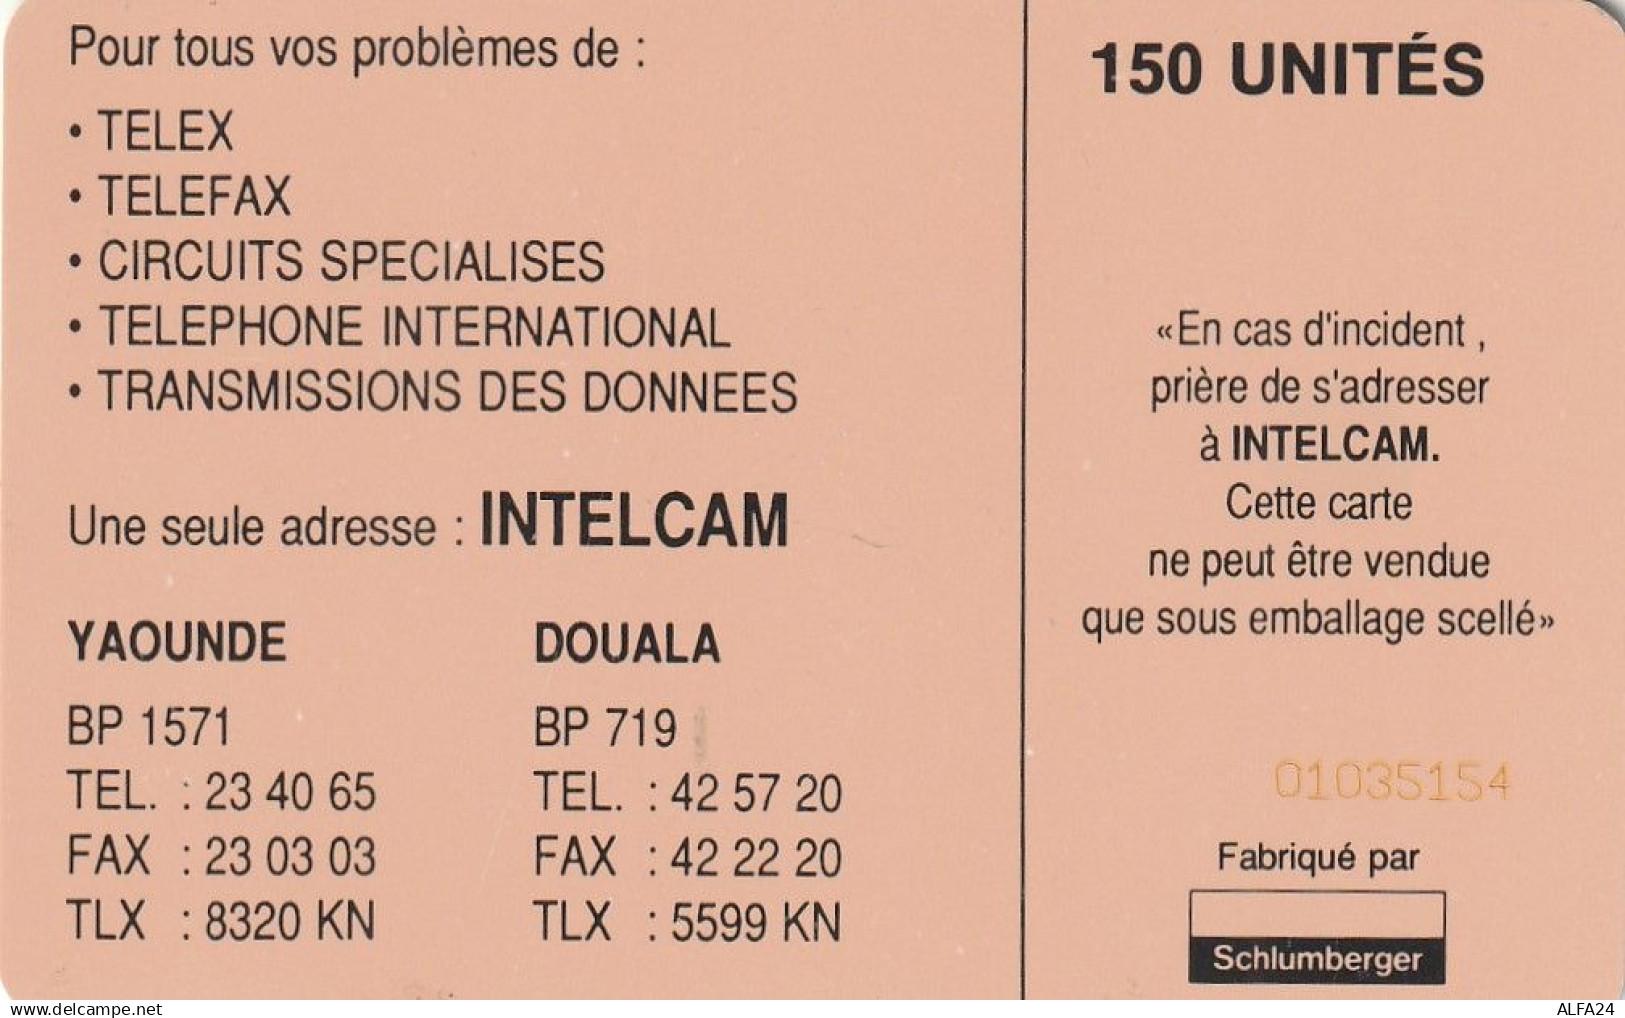 Pour tous vos problèmes de :
• TELEX
• TELEFAX
• CIRCUITS SPECIALISES
• TELEPHONE INTERNATIONAL
• TRANSMISSIONS DES DONNEES
Une seule adresse : INTELCAM
YAOUNDE
BP 1571
TEL. : 23 40 65
FAX : 23 03 03
TLX : 8320 KN
DOUALA
BP 719
TEL. : 42 57 20
FAX : 42 22 20
TLX : 5599 KN
150 UNITÉS
«En cas d'incident ,
prière de s'adresser
à INTELCAM.
Cette carte
ne peut être vendue
que sous emballage scellé»
01035154
Fabriqué par
Schlumberger
delcampe.net
ALFA24